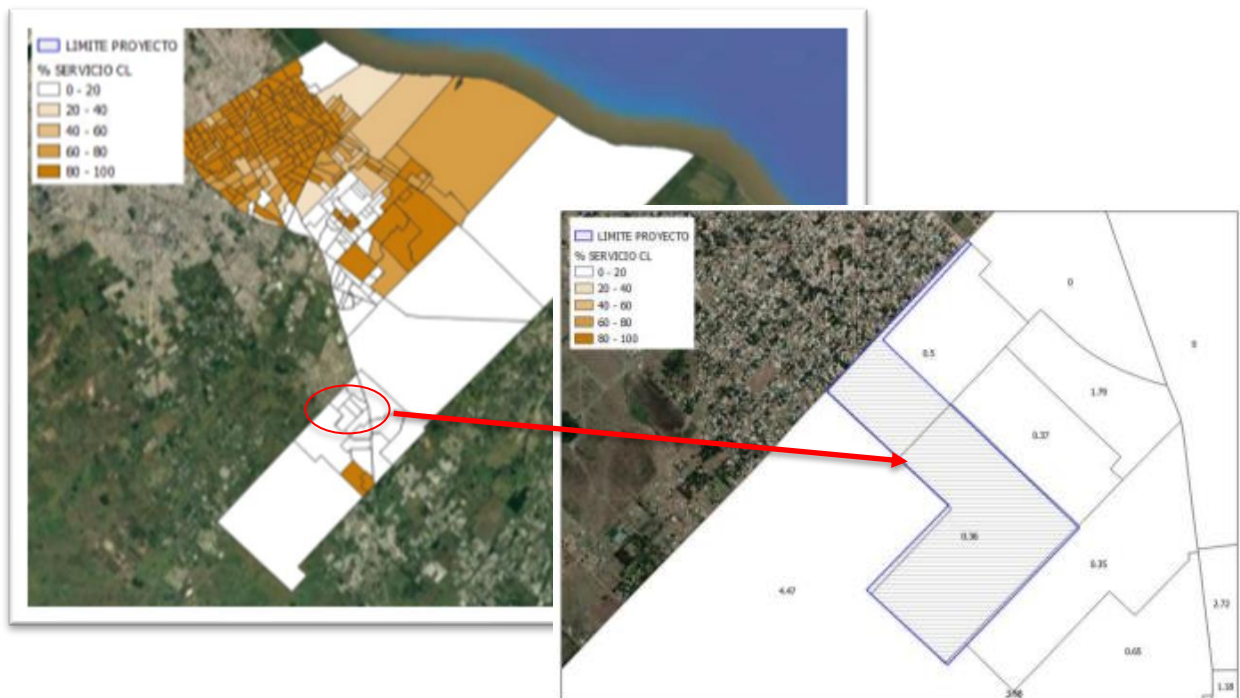 LIMITE PROYECTO
% SERVICIO CL
0 - 20
20 - 40
40 - 60
60 - 80
80 - 100
LIMITE PROYECTO
% SERVICIO CL
0 - 20
20 - 40
40 - 60
60 - 80
80 - 100
0
0
0.5
1.79
0.37
0.36
0.35
4.47
2.72
0.65
1.18